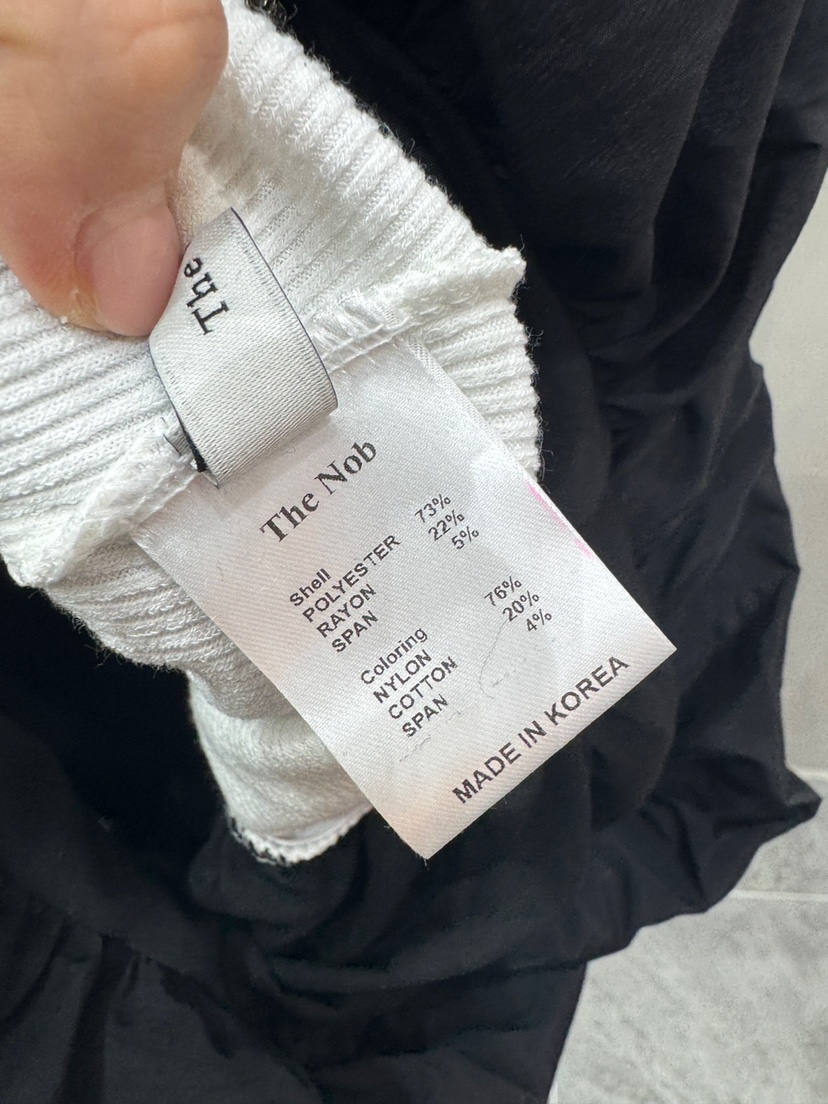 The
The Nob
Shell
POLYESTER 73%
RAYON 22%
SPAN 5%
Coloring
NYLON 76%
COTTON 20%
SPAN 4%
MADE IN KOREA